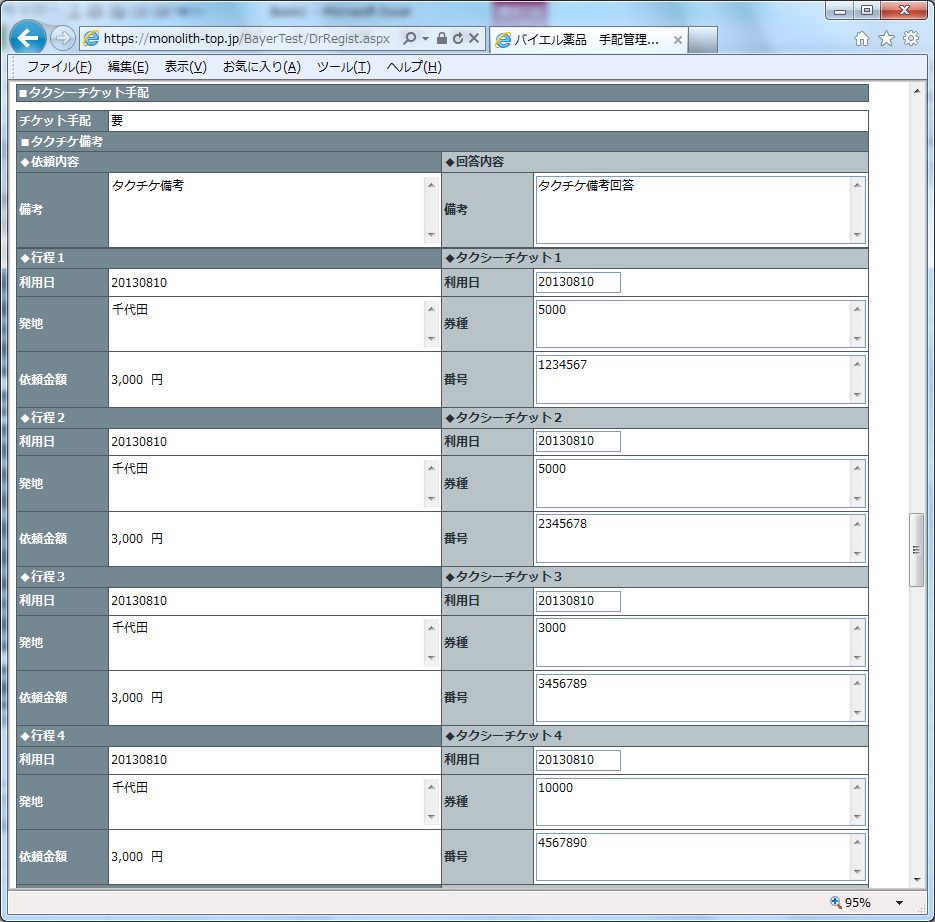 https://monolith-top.jp/BayerTest/DrRegist.aspx
バイエル薬品 手配管理...
ファイル(F) 編集(E) 表示(V) お気に入り(A) ツール(T) ヘルプ(H)
■タクシーチケット手配
チケット手配 要
■タクチケ備考
◆依頼内容 ◆回答内容
備考 タクチケ備考 備考 タクチケ備考回答
◆行程1 ◆タクシーチケット1
利用日 20130810 利用日 20130810
発地 千代田 券種 5000
依頼金額 3,000 円 番号 1234567
◆行程2 ◆タクシーチケット2
利用日 20130810 利用日 20130810
発地 千代田 券種 5000
依頼金額 3,000 円 番号 2345678
◆行程3 ◆タクシーチケット3
利用日 20130810 利用日 20130810
発地 千代田 券種 3000
依頼金額 3,000 円 番号 3456789
◆行程4 ◆タクシーチケット4
利用日 20130810 利用日 20130810
発地 千代田 券種 10000
依頼金額 3,000 円 番号 4567890
95%